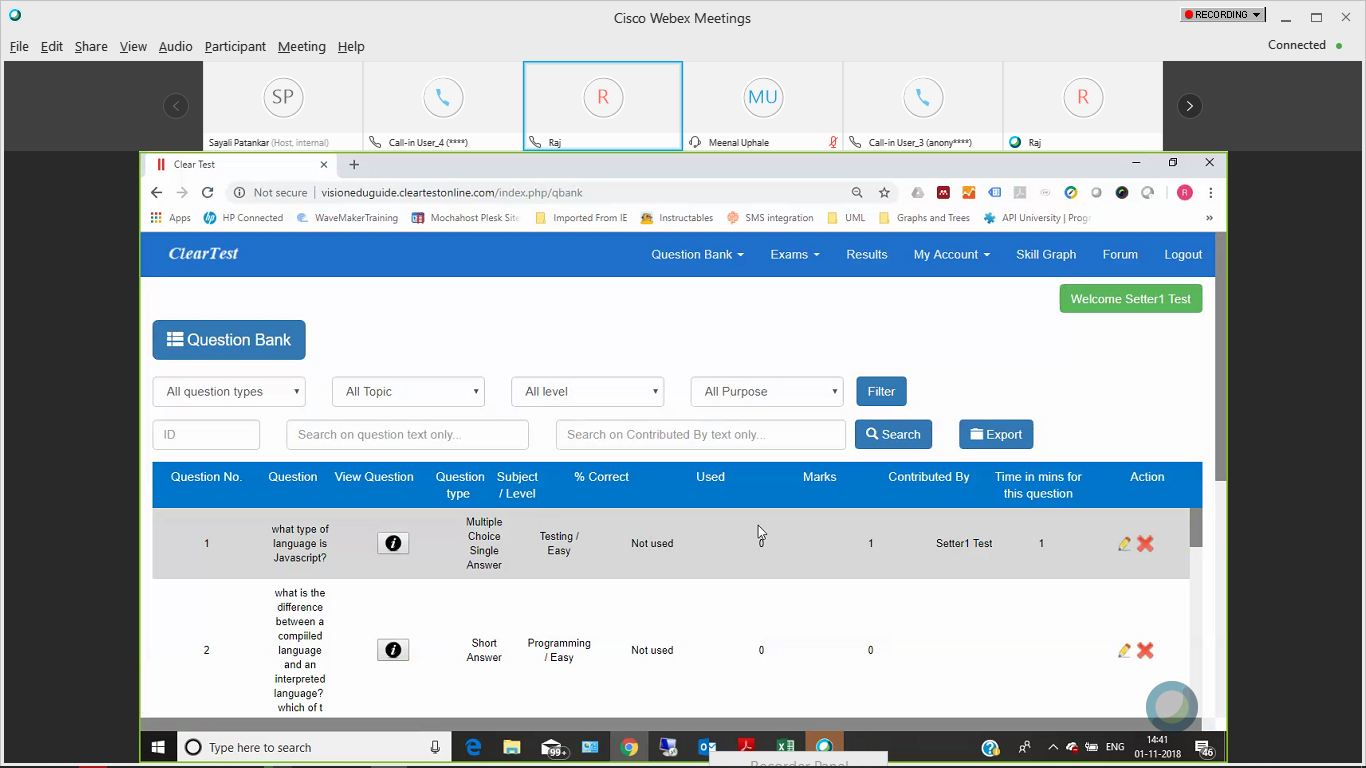 Cisco Webex Meetings
RECORDING
File Edit Share View Audio Participant Meeting Help
Connected
SP
R
MU
R
Sayali Patankar (Host, internal)
Call-in User_4 (****)
Raj
Meenal Uphale
Call-in User_3 (anony****)
Raj
Clear Test
Not secure visioneduguide.cleartestonline.com/index.php/qbank
R
Apps HP Connected WaveMakerTraining Mochahost Plesk Site Imported From IE Instructables SMS integration UML Graphs and Trees API University | Progr
ClearTest
Question Bank Exams Results My Account Skill Graph Forum Logout
Welcome Setter1 Test
Question Bank
All question types All Topic All level All Purpose Filter
ID Search on question text only... Search on Contributed By text only... Search Export
Question No. Question View Question Question type Subject / Level % Correct Used Marks Contributed By Time in mins for this question Action
1
what type of
language is
Javascript?
Multiple
Choice
Single
Answer
Testing /
Easy
Not used
0
1
Setter1 Test
1
2
what is the
difference
between a
compiiled
language
and an
interpreted
language?
which of t
Short
Answer
Programming
/ Easy
Not used
0
0
Type here to search
99+
ENG
14:41
01-11-2018
46
Recorder Panel